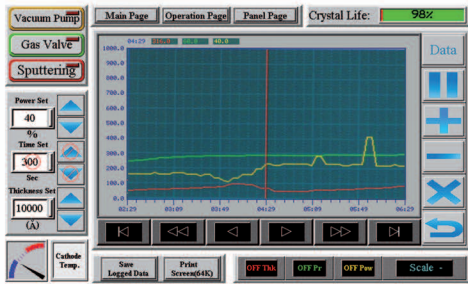 Vacuum Pump
Main Page
Operation Page
Panel Page
Crystal Life:
98%
Gas Valve
Sputtering
Data
04:29
40.0
1000.0
900.0
800.0
700.0
600.0
500.0
400.0
300.0
200.0
100.0
0.0
02:29
03:09
03:49
04:29
05:09
05:49
06:29
Power Set
40
%
Time Set
300
Sec
Thickness Set
10000
(Å)
Cathode
Temp.
Save
Logged Data
Print
Screen(64K)
OFF Thk
OFF Pr
OFF Pow
Scale -